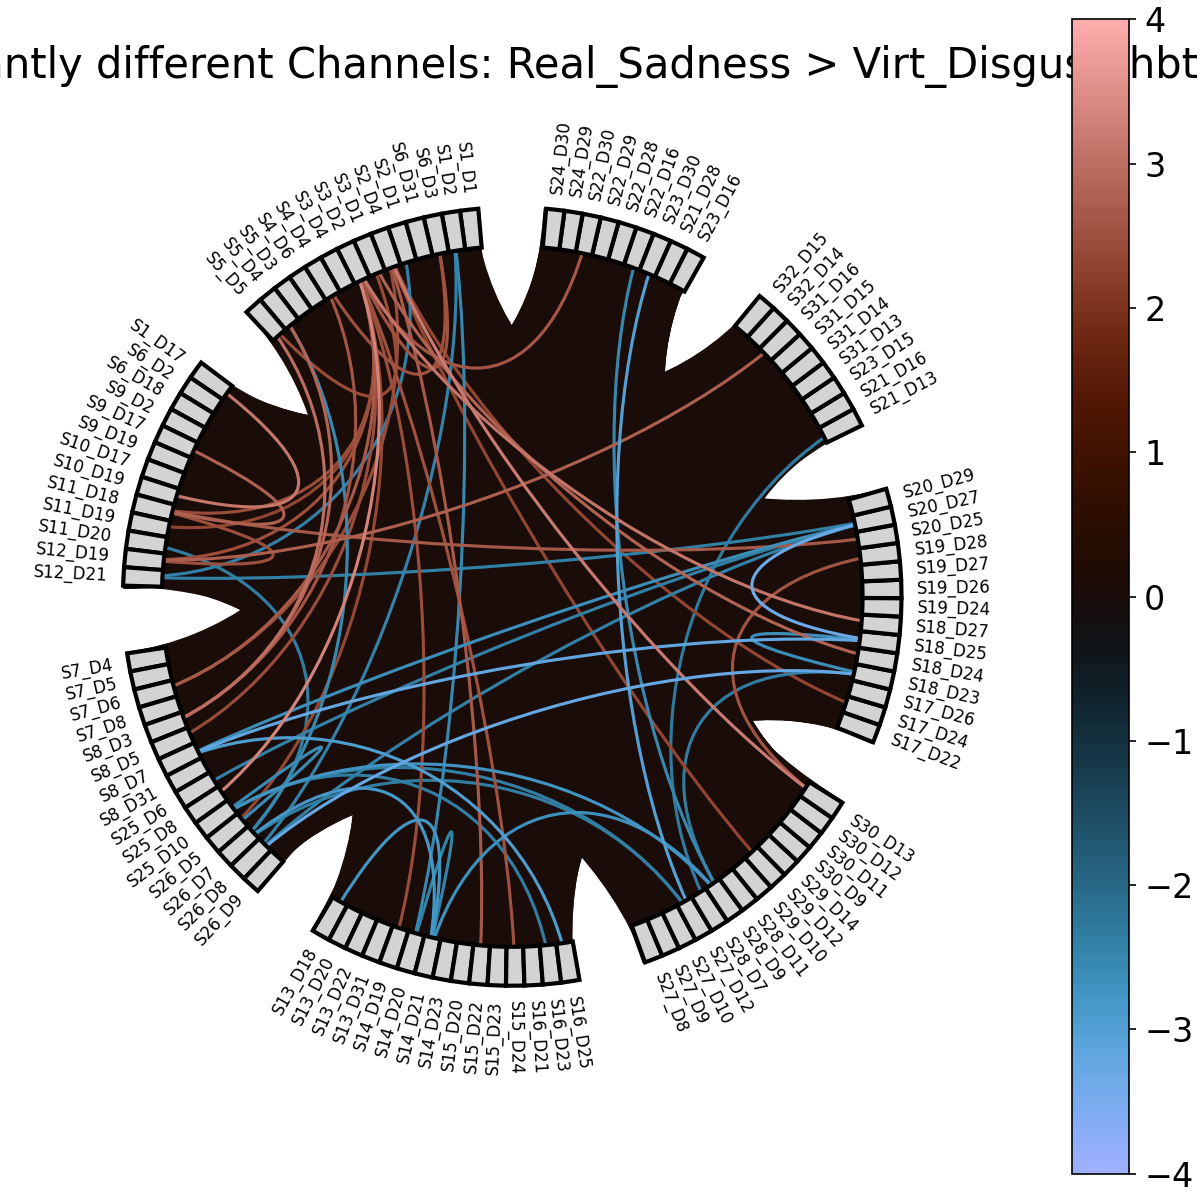 ntly different Channels: Real_Sadness > Virt_Disgus hbt
S1_D1
S1_D2
S6_D3
S6_D31
S2_D1
S2_D4
S3_D1
S3_D2
S3_D4
S4_D4
S4_D6
S5_D3
S5_D4
S5_D5
S1_D17
S6_D2
S6_D18
S9_D2
S9_D17
S9_D19
S10_D17
S10_D19
S11_D18
S11_D19
S11_D20
S12_D19
S12_D21
S7_D4
S7_D5
S7_D6
S7_D8
S8_D3
S8_D5
S8_D7
S8_D31
S25_D6
S25_D8
S25_D10
S26_D5
S26_D7
S26_D8
S26_D9
S13_D18
S13_D20
S13_D22
S13_D31
S14_D19
S14_D20
S14_D21
S14_D23
S15_D20
S15_D22
S15_D23
S15_D24
S16_D21
S16_D23
S16_D25
S27_D8
S27_D9
S27_D10
S27_D12
S28_D7
S28_D9
S28_D11
S29_D10
S29_D12
S29_D14
S30_D9
S30_D11
S30_D12
S30_D13
S17_D22
S17_D24
S17_D26
S18_D23
S18_D24
S18_D25
S18_D27
S19_D24
S19_D26
S19_D27
S19_D28
S20_D25
S20_D27
S20_D29
S21_D13
S21_D16
S23_D15
S31_D13
S31_D14
S31_D15
S31_D16
S32_D14
S32_D15
S23_D16
S21_D28
S23_D30
S22_D16
S22_D28
S22_D29
S22_D30
S24_D29
S24_D30
4
3
2
1
0
−1
−2
−3
−4